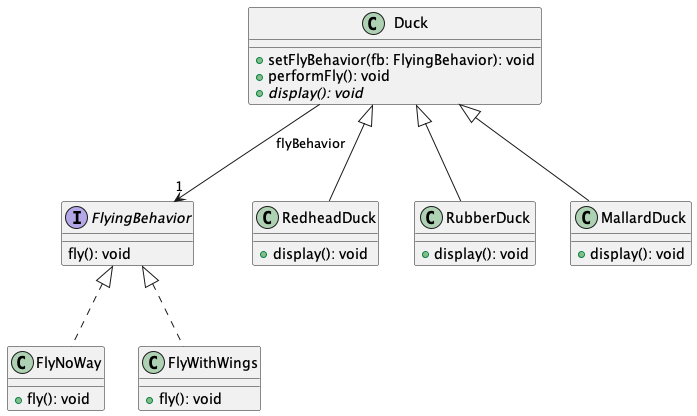 C Duck
setFlyBehavior(fb: FlyingBehavior): void
performFly(): void
display(): void
flyBehavior
1
I FlyingBehavior
fly(): void
C RedheadDuck
display(): void
C RubberDuck
display(): void
C MallardDuck
display(): void
C FlyNoWay
fly(): void
C FlyWithWings
fly(): void